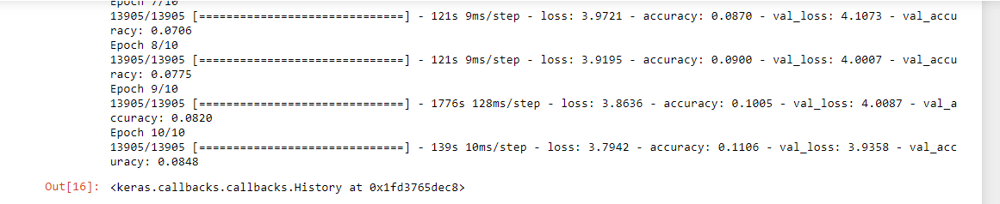 Epoch 7/10
13905/13905 [==============================] - 121s 9ms/step - loss: 3.9721 - accuracy: 0.0870 - val_loss: 4.1073 - val_accu
racy: 0.0706
Epoch 8/10
13905/13905 [==============================] - 121s 9ms/step - loss: 3.9195 - accuracy: 0.0900 - val_loss: 4.0007 - val_accu
racy: 0.0775
Epoch 9/10
13905/13905 [==============================] - 1776s 128ms/step - loss: 3.8636 - accuracy: 0.1005 - val_loss: 4.0087 - val_a
ccuracy: 0.0820
Epoch 10/10
13905/13905 [==============================] - 139s 10ms/step - loss: 3.7942 - accuracy: 0.1106 - val_loss: 3.9358 - val_acc
uracy: 0.0848
Out[16]: <keras.callbacks.callbacks.History at 0x1fd3765dec8>